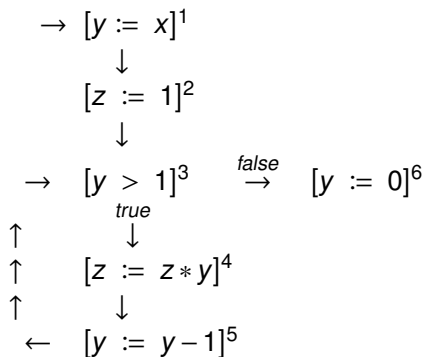 → [y := x]¹
↓
[z := 1]²
↓
→ [y > 1]³ false → [y := 0]⁶
true
↑ ↓
↑ [z := z * y]⁴
↑ ↓
← [y := y − 1]⁵